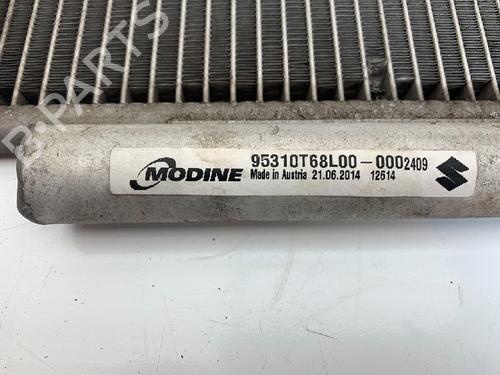 B-PARTS
MODINE
95310T68L00-0002409
Made in Austria 21.06.2014 12614